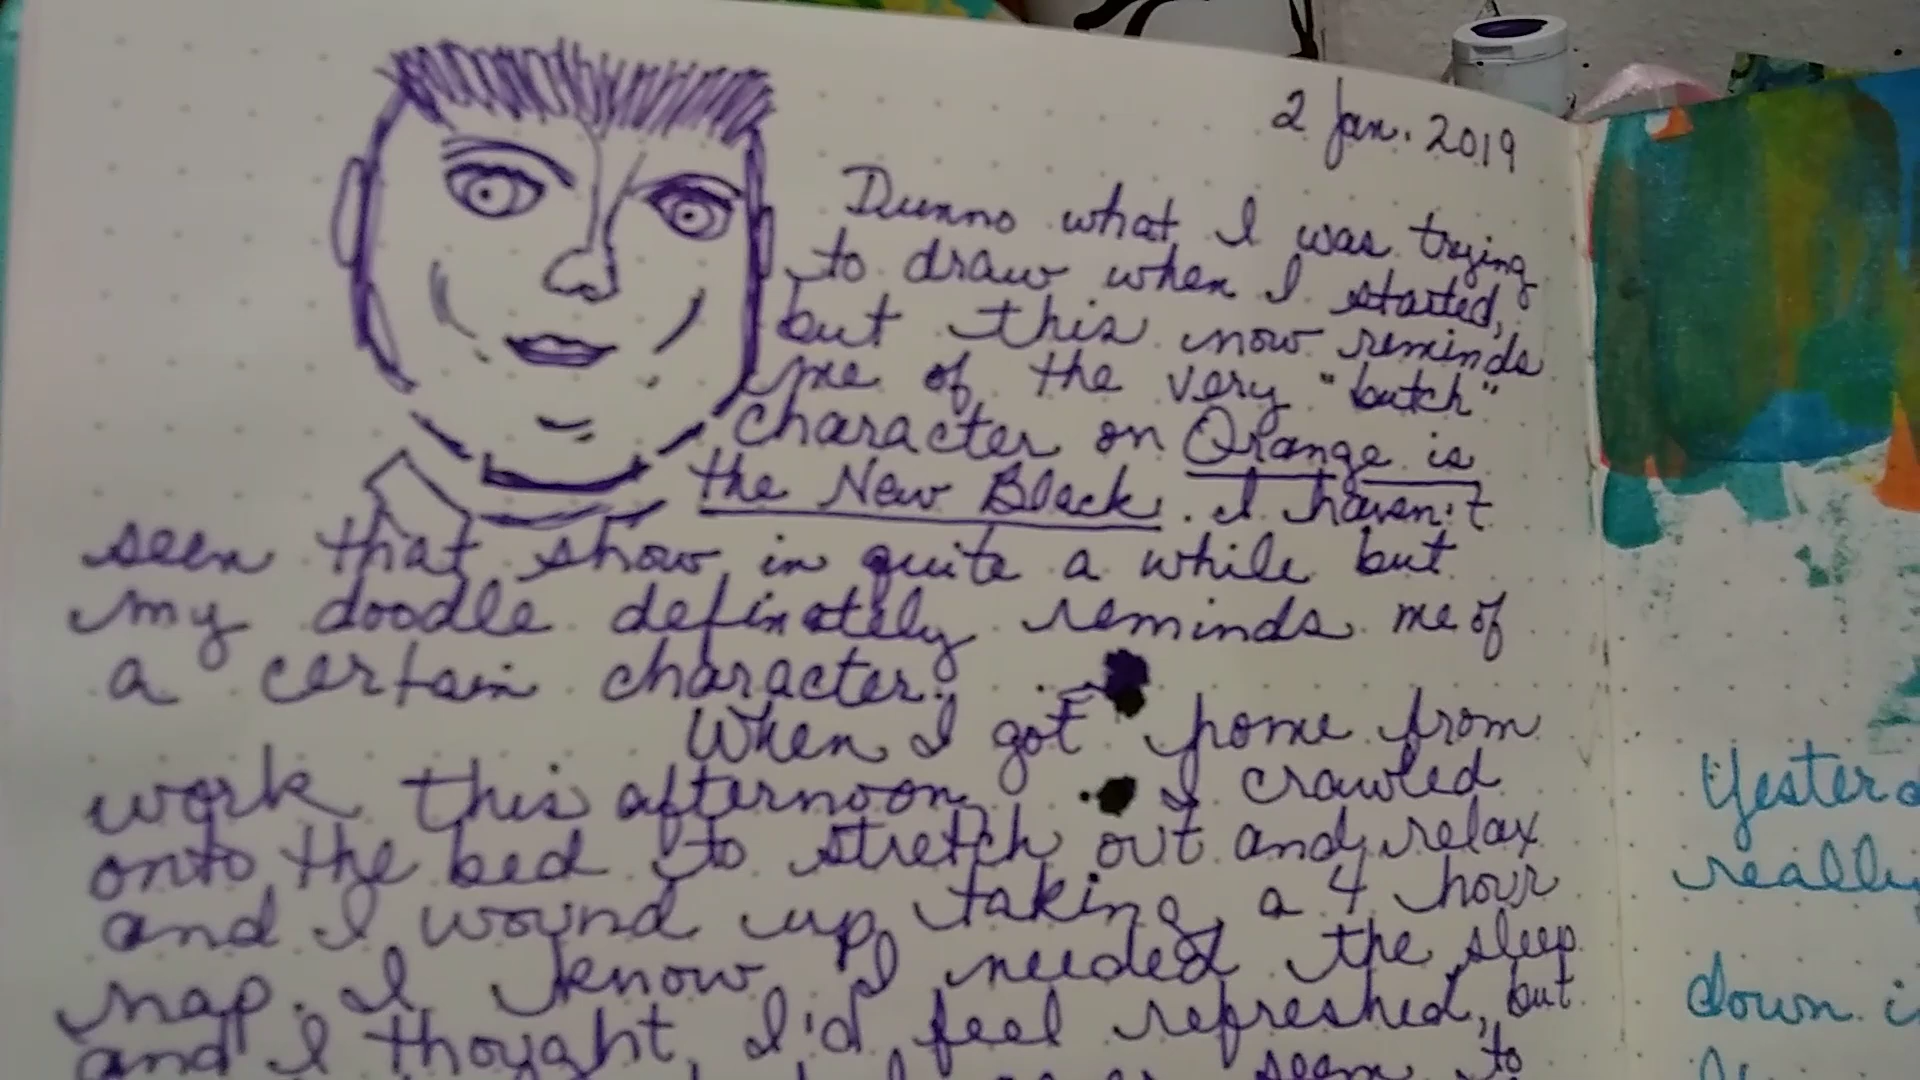 2 Jan. 2019
Dunno what I was trying
to draw when I started,
but this now reminds
me of the very "butch"
character on Orange is
the New Black. I haven't
seen that show in quite a while but
my doodle definately reminds me of
a certain character.
When I got home from
work this afternoon, I crawled
onto the bed to stretch out and relax
and I wound up taking a 4 hour
nap. I know I needed the sleep
and I thought I'd feel refreshed, but
seem to
Yester
really
down i